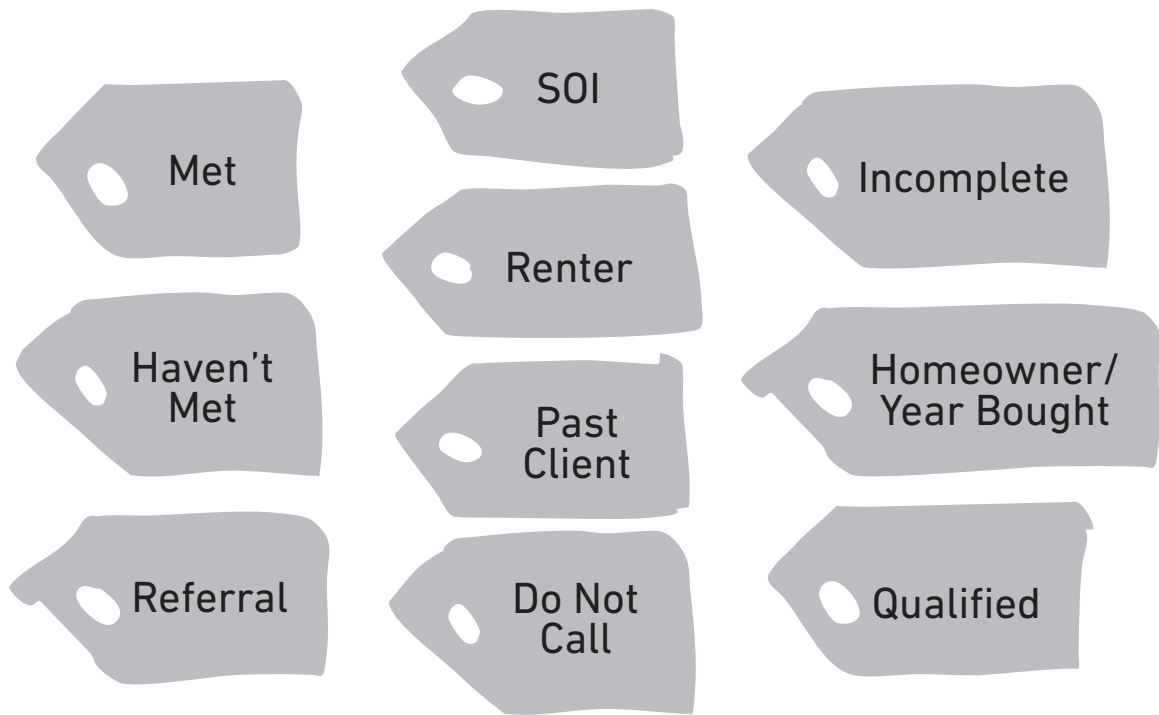 Met
Haven’t
Met
Referral
SOI
Renter
Past
Client
Do Not
Call
Incomplete
Homeowner/
Year Bought
Qualified